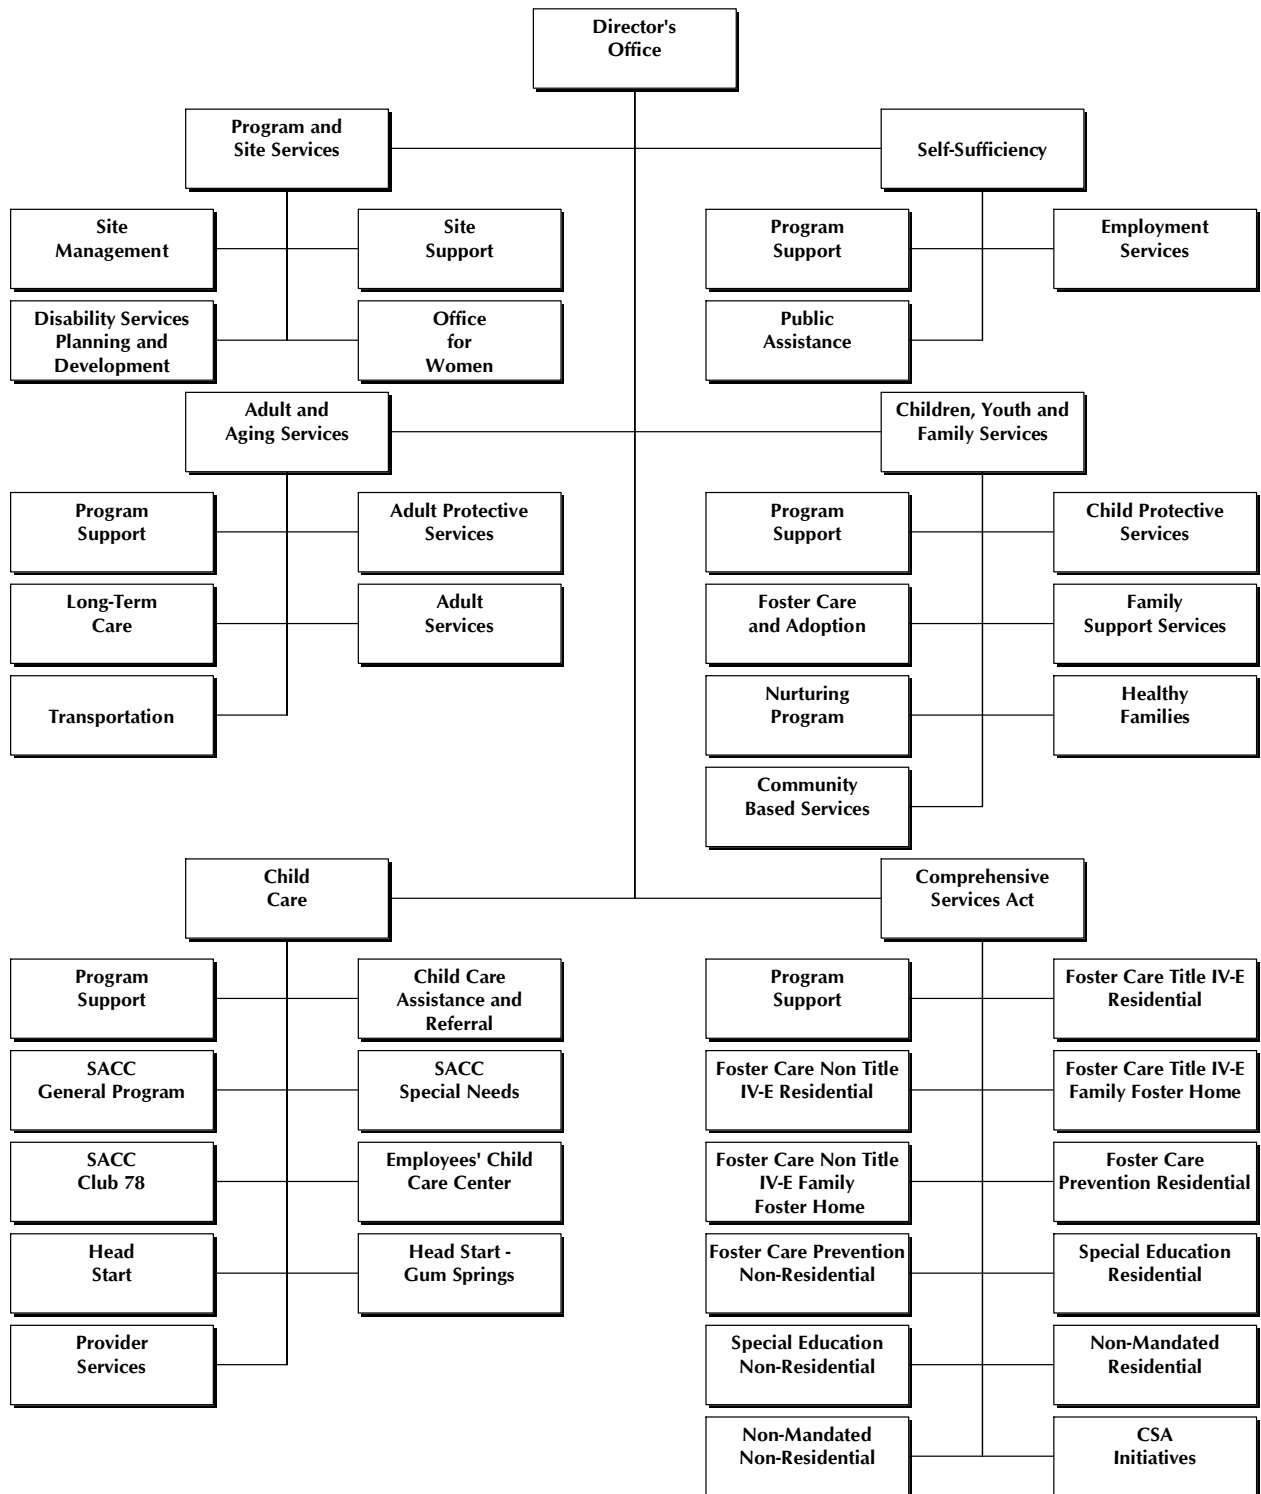 Director's
Office
Program and
Site Services
Self-Sufficiency
Site
Management
Site
Support
Program
Support
Employment
Services
Disability Services
Planning and
Development
Office
for
Women
Public
Assistance
Adult and
Aging Services
Children, Youth and
Family Services
Program
Support
Adult Protective
Services
Program
Support
Child Protective
Services
Long-Term
Care
Adult
Services
Foster Care
and Adoption
Family
Support Services
Transportation
Nurturing
Program
Healthy
Families
Community
Based Services
Child
Care
Comprehensive
Services Act
Program
Support
Child Care
Assistance and
Referral
Program
Support
Foster Care Title IV-E
Residential
SACC
General Program
SACC
Special Needs
Foster Care Non Title
IV-E Residential
Foster Care Title IV-E
Family Foster Home
SACC
Club 78
Employees' Child
Care Center
Foster Care Non Title
IV-E Family
Foster Home
Foster Care
Prevention Residential
Head
Start
Head Start -
Gum Springs
Foster Care Prevention
Non-Residential
Special Education
Residential
Provider
Services
Special Education
Non-Residential
Non-Mandated
Residential
Non-Mandated
Non-Residential
CSA
Initiatives